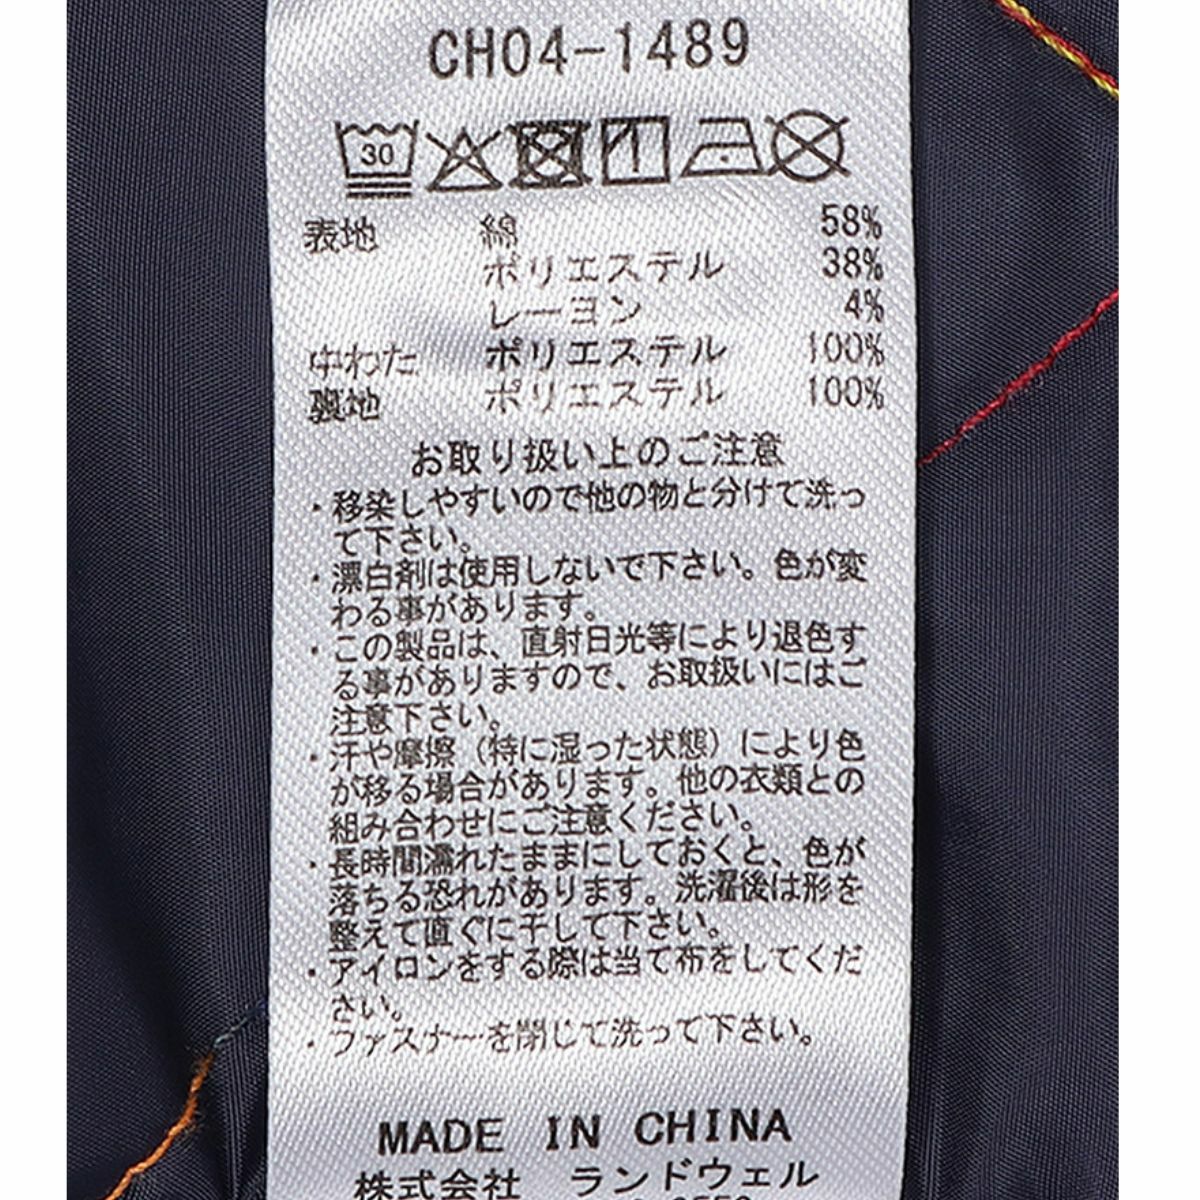 CH04-1489
30
表地 綿 58%
ポリエステル 38%
レーヨン 4%
中わた ポリエステル 100%
裏地 ポリエステル 100%
お取り扱い上のご注意
・移染しやすいので他の物と分けて洗っ
て下さい。
・漂白剤は使用しないで下さい。色が変
わる事があります。
・この製品は、直射日光等により退色す
る事がありますので、お取扱いにはご
注意下さい。
・汗や摩擦（特に湿った状態）により色
が移る場合があります。他の衣類との
組み合わせにご注意ください。
・長時間濡れたままにしておくと、色が
落ちる恐れがあります。洗濯後は形を
整えて直ぐに干して下さい。
・アイロンをする際は当て布をしてくだ
さい。
・ファスナーを閉じて洗って下さい。
MADE IN CHINA
株式会社 ランドウェル